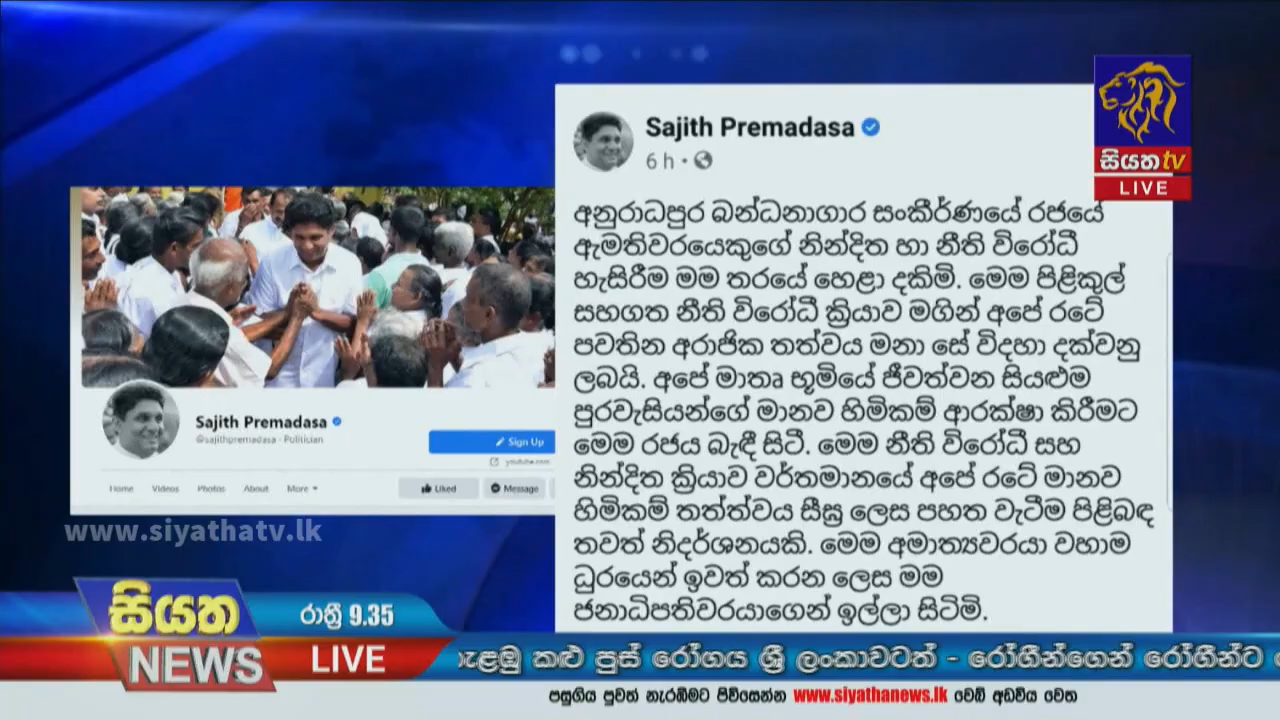 Sajith Premadasa
6 h
සියත tv
LIVE
අනුරාධපුර බන්ධනාගාර සංකීර්ණයේ රජයේ
ඇමතිවරයෙකුගේ නින්දිත හා නීති විරෝධී
හැසිරීම මම තරයේ හෙළා දකිමි. මෙම පිළිකුල්
සහගත නීති විරෝධී ක්‍රියාව මගින් අපේ රටේ
පවතින අරාජික තත්වය මනා සේ විදහා දක්වනු
ලබයි. අපේ මාතෘ භූමියේ ජීවත්වන සියළුම
පුරවැසියන්ගේ මානව හිමිකම් ආරක්ෂා කිරීමට
මෙම රජය බැඳී සිටී. මෙම නීති විරෝධී සහ
නින්දිත ක්‍රියාව වර්තමානයේ අපේ රටේ මානව
හිමිකම් තත්ත්වය සීඝ්‍ර ලෙස පහත වැටීම පිළිබඳ
තවත් නිදර්ශනයකි. මෙම අමාත්‍යවරයා වහාම
ධුරයෙන් ඉවත් කරන ලෙස මම
ජනාධිපතිවරයාගෙන් ඉල්ලා සිටිමි.
Sajith Premadasa
@sajithpremadasa · Politician
Sign Up
youtube.com
Home Videos Photos About More
Liked Message
www.siyathatv.lk
සියත
NEWS
රාත්‍රී 9.35
LIVE
කළු පුස් රෝගය ශ්‍රී ලංකාවටත් - රෝගීන්ගෙන් රෝගීන්ට
පසුගිය පුවත් නැරඹීමට පිවිසෙන්න www.siyathanews.lk වෙබ් අඩවිය වෙත